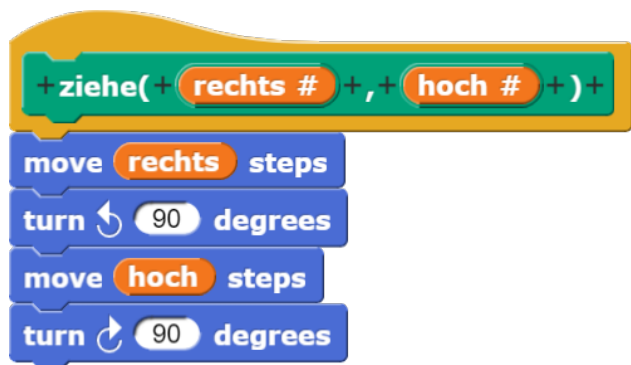 + ziehe( + rechts # + , + hoch # + ) +
move rechts steps
turn 90 degrees
move hoch steps
turn 90 degrees